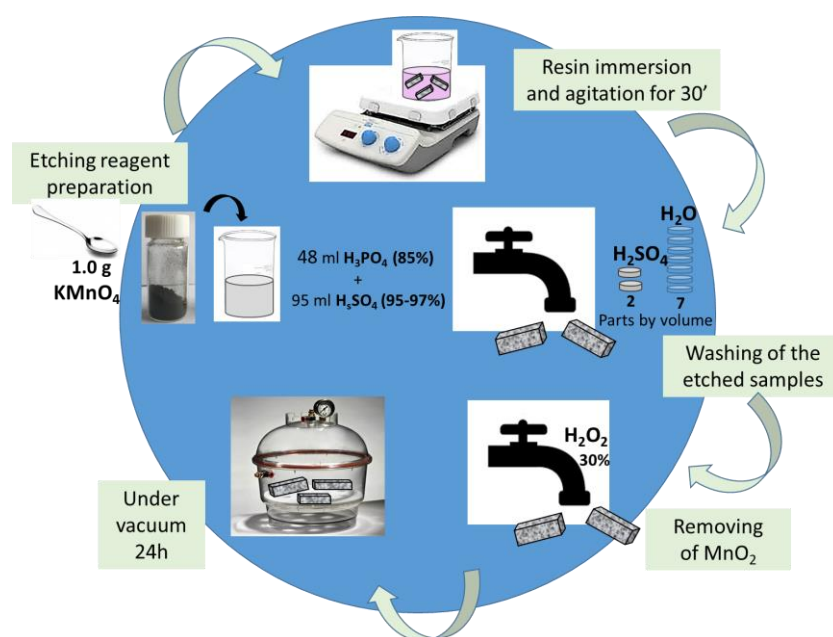 Etching reagent
preparation
1.0 g
KMnO₄
48 ml H₃PO₄ (85%)
+
95 ml HₛSO₄ (95-97%)
Resin immersion
and agitation for 30’
H₂SO₄
2
H₂O
7
Parts by volume
Washing of the
etched samples
H₂O₂
30%
Removing
of MnO₂
Under
vacuum
24h